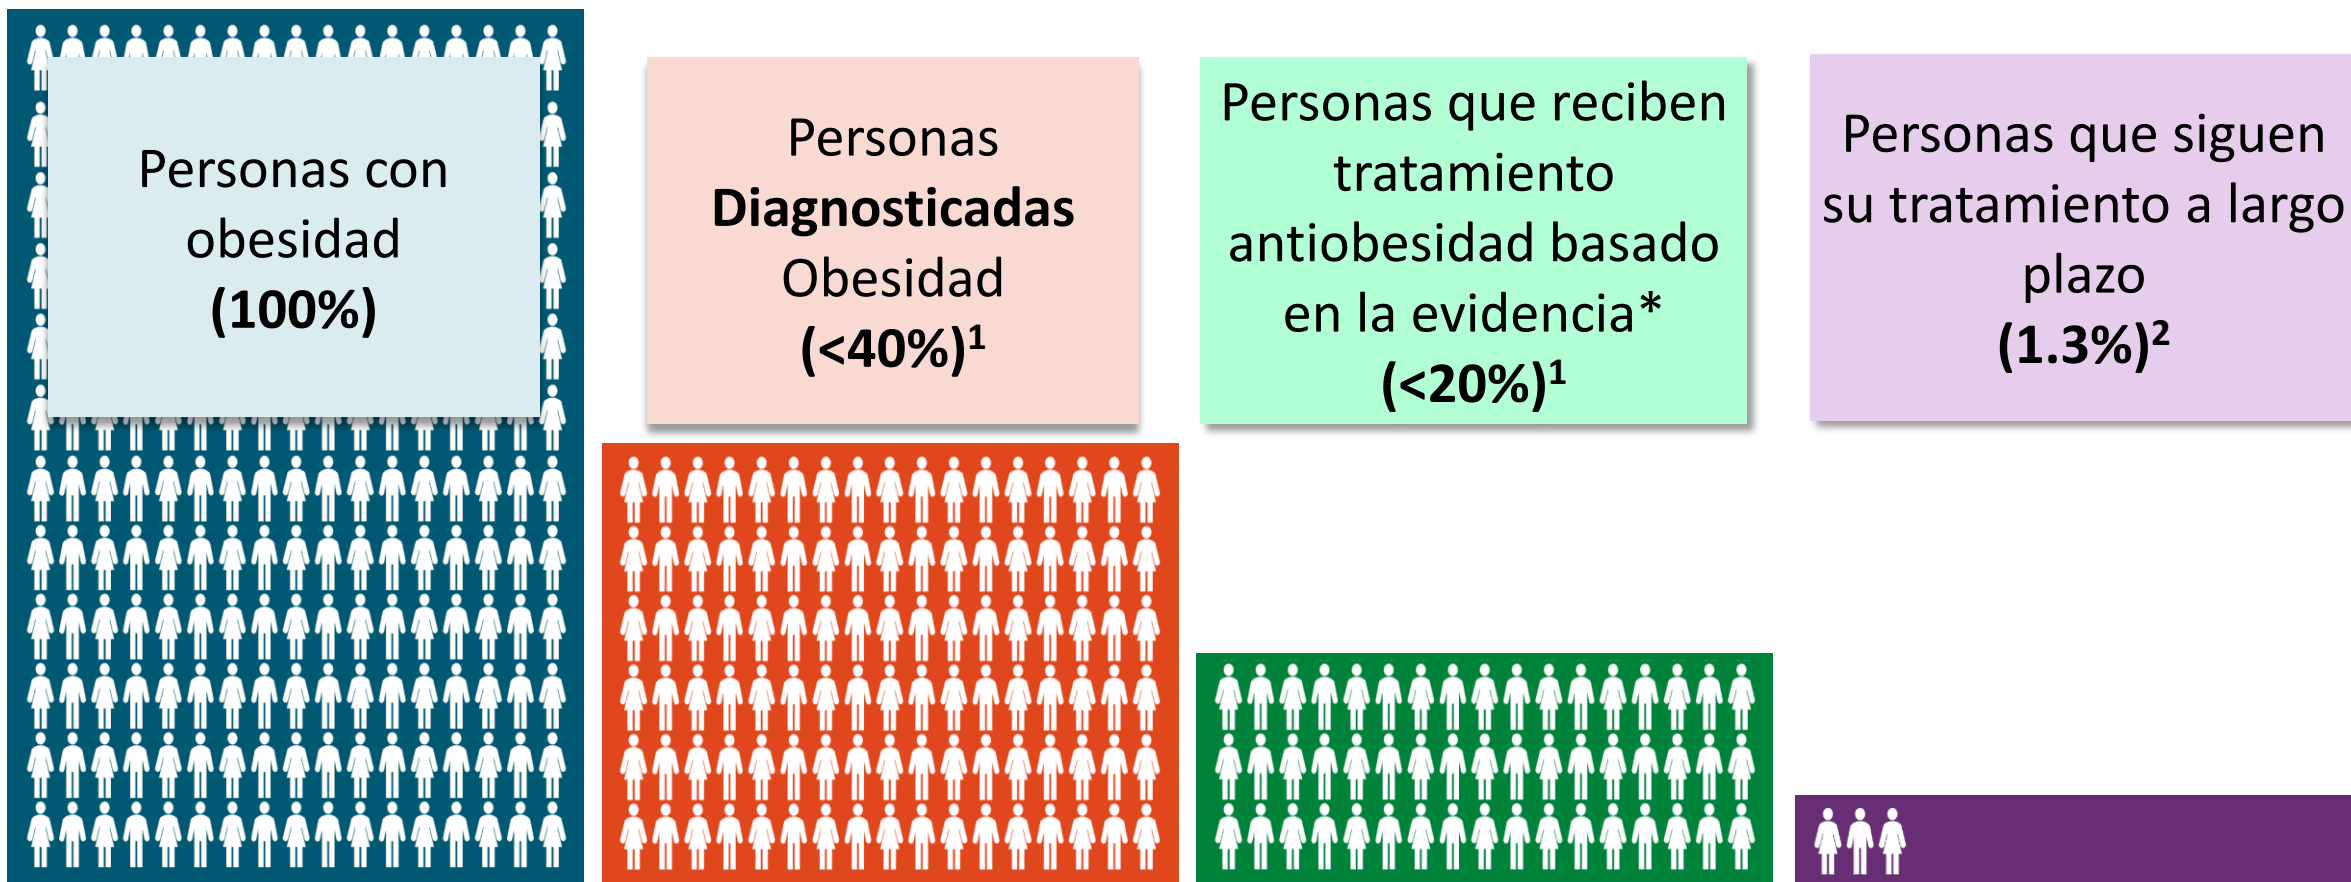 Personas con
obesidad
(100%)
Personas
Diagnosticadas
Obesidad
(<40%)¹
Personas que reciben
tratamiento
antiobesidad basado
en la evidencia*
(<20%)¹
Personas que siguen
su tratamiento a largo
plazo
(1.3%)²